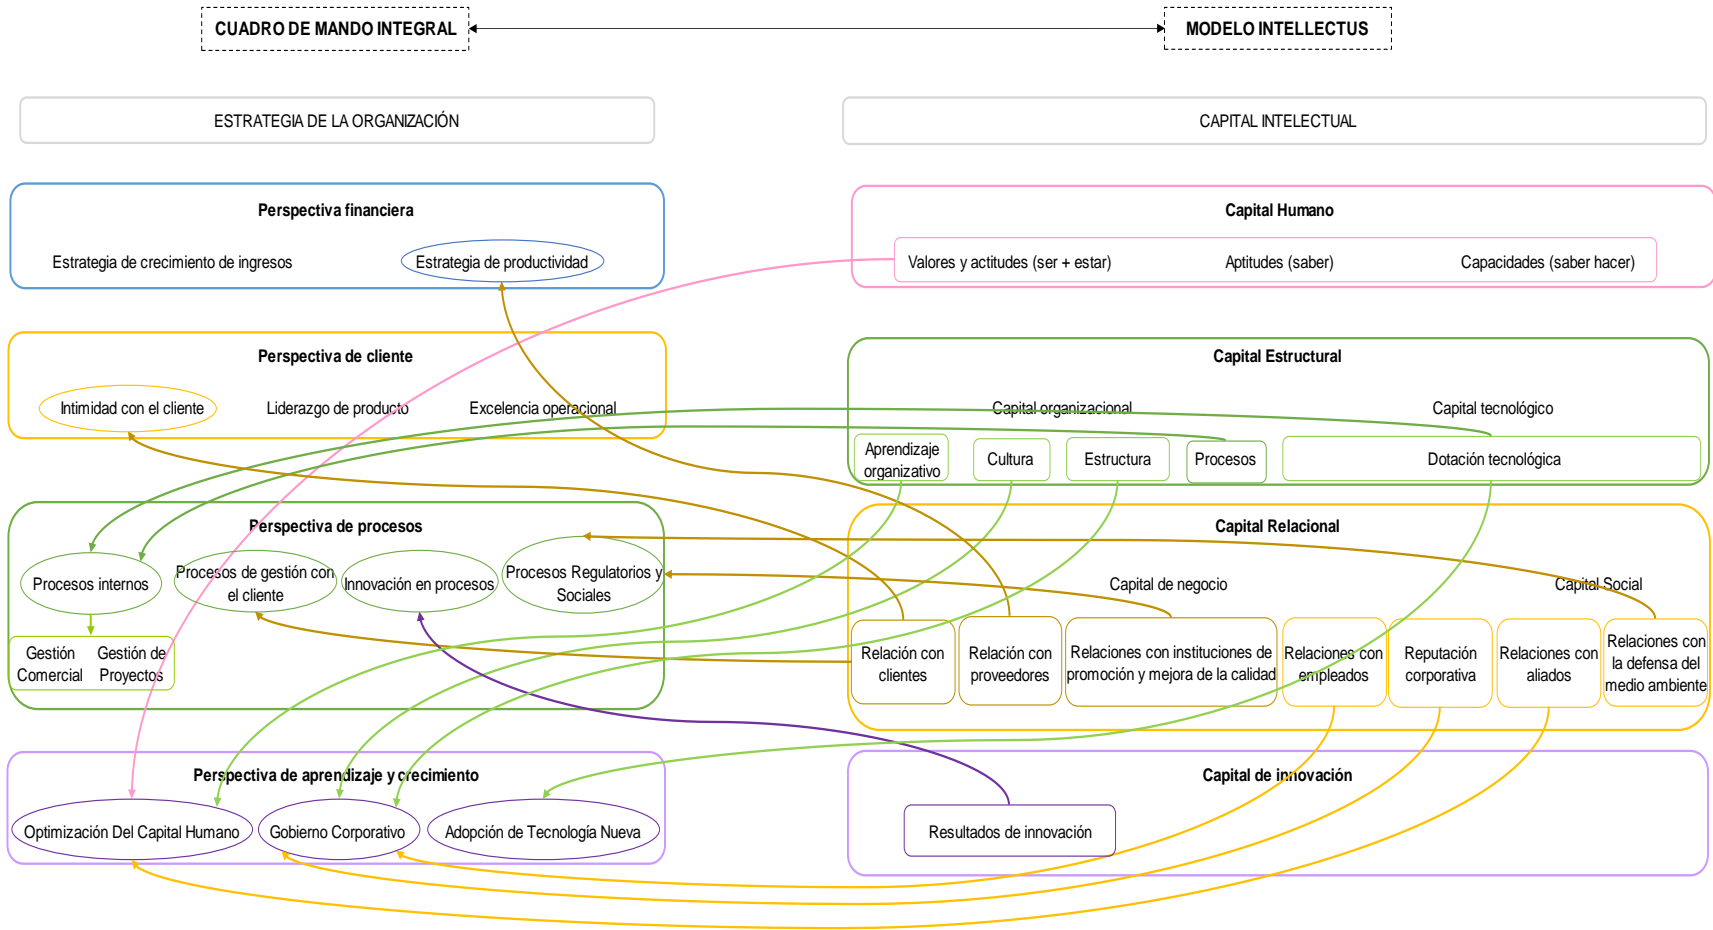 CUADRO DE MANDO INTEGRAL
MODELO INTELLECTUS
ESTRATEGIA DE LA ORGANIZACIÓN
CAPITAL INTELECTUAL
Perspectiva financiera
Estrategia de crecimiento de ingresos
Estrategia de productividad
Capital Humano
Valores y actitudes (ser + estar)
Aptitudes (saber)
Capacidades (saber hacer)
Perspectiva de cliente
Intimidad con el cliente
Liderazgo de producto
Excelencia operacional
Capital Estructural
Capital organizacional
Capital tecnológico
Aprendizaje
organizativo
Cultura
Estructura
Procesos
Dotación tecnológica
Perspectiva de procesos
Procesos internos
Procesos de gestión con
el cliente
Innovación en procesos
Procesos Regulatorios y
Sociales
Gestión
Comercial
Gestión de
Proyectos
Capital Relacional
Capital de negocio
Capital Social
Relación con
clientes
Relación con
proveedores
Relaciones con instituciones de
promoción y mejora de la calidad
Relaciones con
empleados
Reputación
corporativa
Relaciones con
aliados
Relaciones con
la defensa del
medio ambiente
Perspectiva de aprendizaje y crecimiento
Optimización Del Capital Humano
Gobierno Corporativo
Adopción de Tecnología Nueva
Capital de innovación
Resultados de innovación